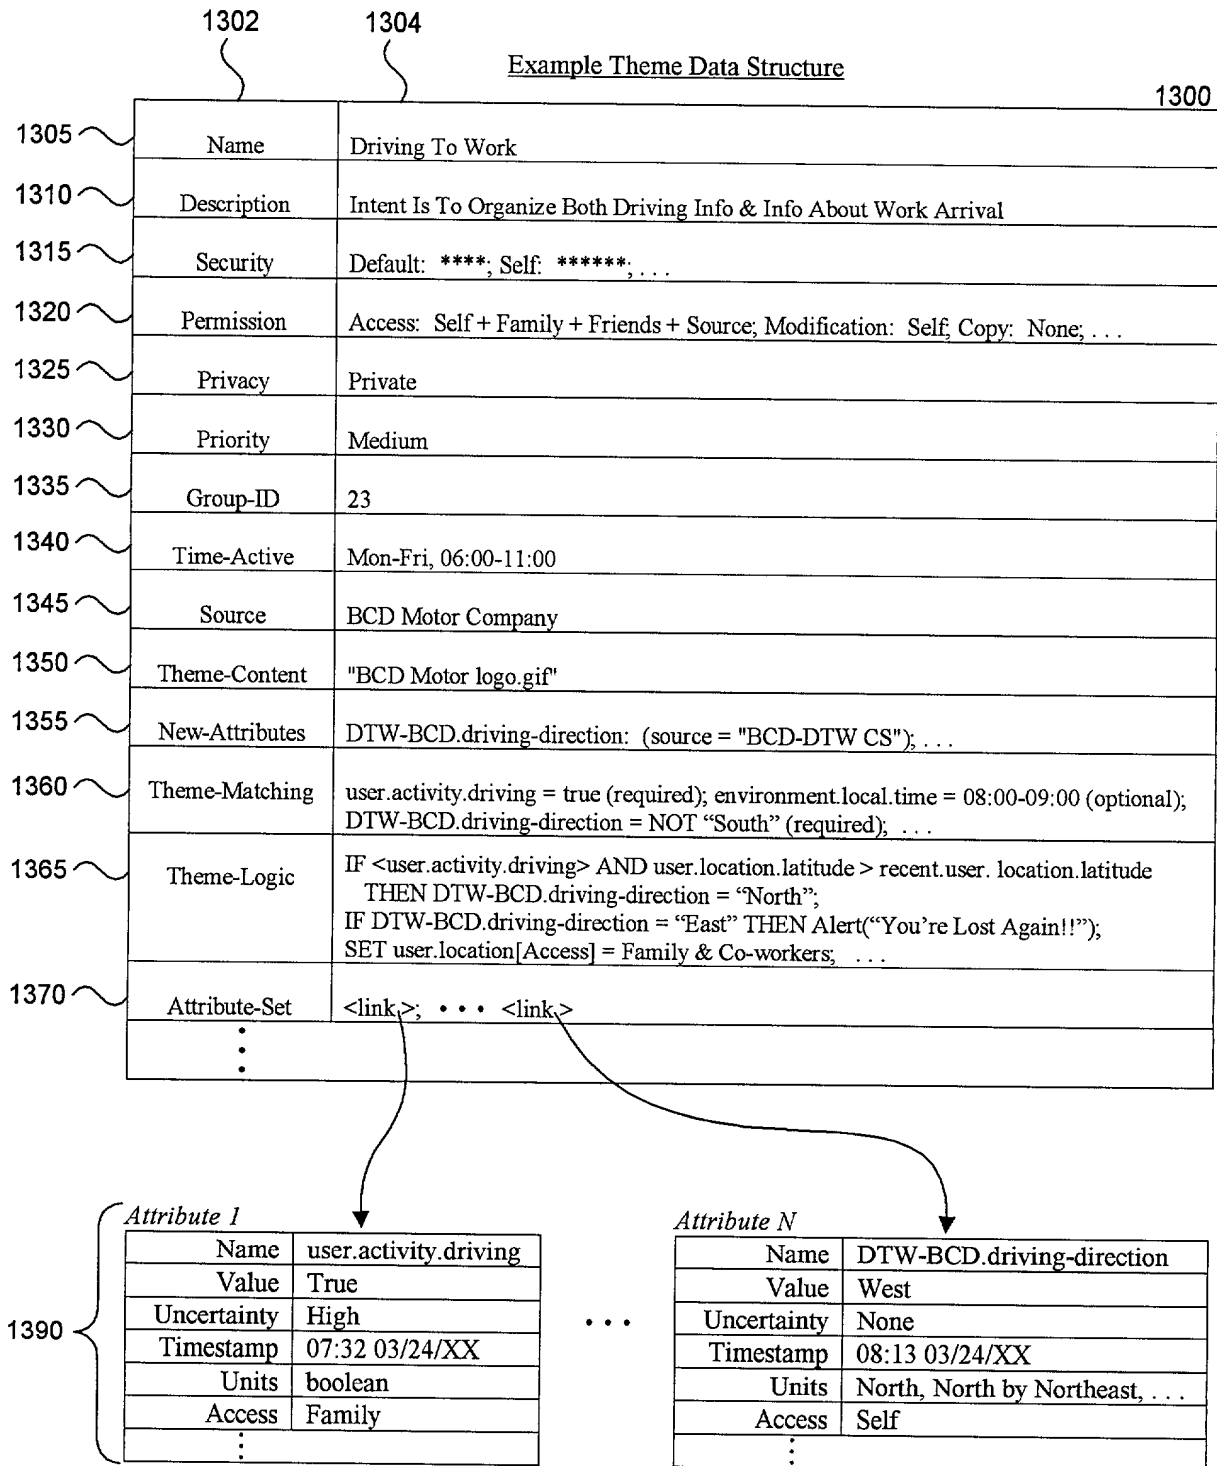 1302 1304
Example Theme Data Structure
1300
1305 Name Driving To Work
1310 Description Intent Is To Organize Both Driving Info & Info About Work Arrival
1315 Security Default: ****; Self: ******; . . .
1320 Permission Access: Self + Family + Friends + Source; Modification: Self; Copy: None; . . .
1325 Privacy Private
1330 Priority Medium
1335 Group-ID 23
1340 Time-Active Mon-Fri, 06:00-11:00
1345 Source BCD Motor Company
1350 Theme-Content "BCD Motor logo.gif"
1355 New-Attributes DTW-BCD.driving-direction: (source = "BCD-DTW CS"); . . .
1360 Theme-Matching user.activity.driving = true (required); environment.local.time = 08:00-09:00 (optional);
DTW-BCD.driving-direction = NOT “South” (required); . . .
1365 Theme-Logic IF <user.activity.driving> AND user.location.latitude > recent.user. location.latitude
THEN DTW-BCD.driving-direction = “North”;
IF DTW-BCD.driving-direction = “East” THEN Alert(“You’re Lost Again!!”);
SET user.location[Access] = Family & Co-workers; . . .
1370 Attribute-Set <link>; • • • <link>
1390
Attribute 1
Name user.activity.driving
Value True
Uncertainty High
Timestamp 07:32 03/24/XX
Units boolean
Access Family
• • •
Attribute N
Name DTW-BCD.driving-direction
Value West
Uncertainty None
Timestamp 08:13 03/24/XX
Units North, North by Northeast, . . .
Access Self